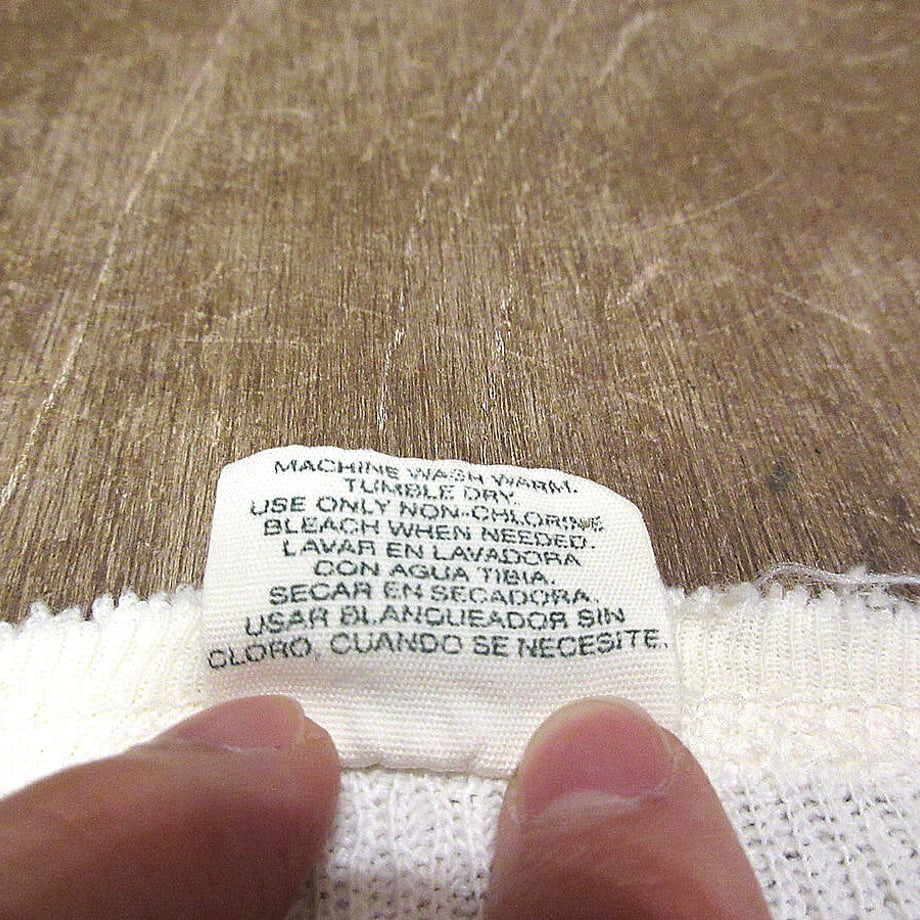 MACHINE WASH WARM.
TUMBLE DRY.
USE ONLY NON-CHLORINE
BLEACH WHEN NEEDED.
LAVAR EN LAVADORA
CON AGUA TIBIA.
SECAR EN SECADORA.
USAR BLANQUEADOR SIN
CLORO, CUANDO SE NECESITE.